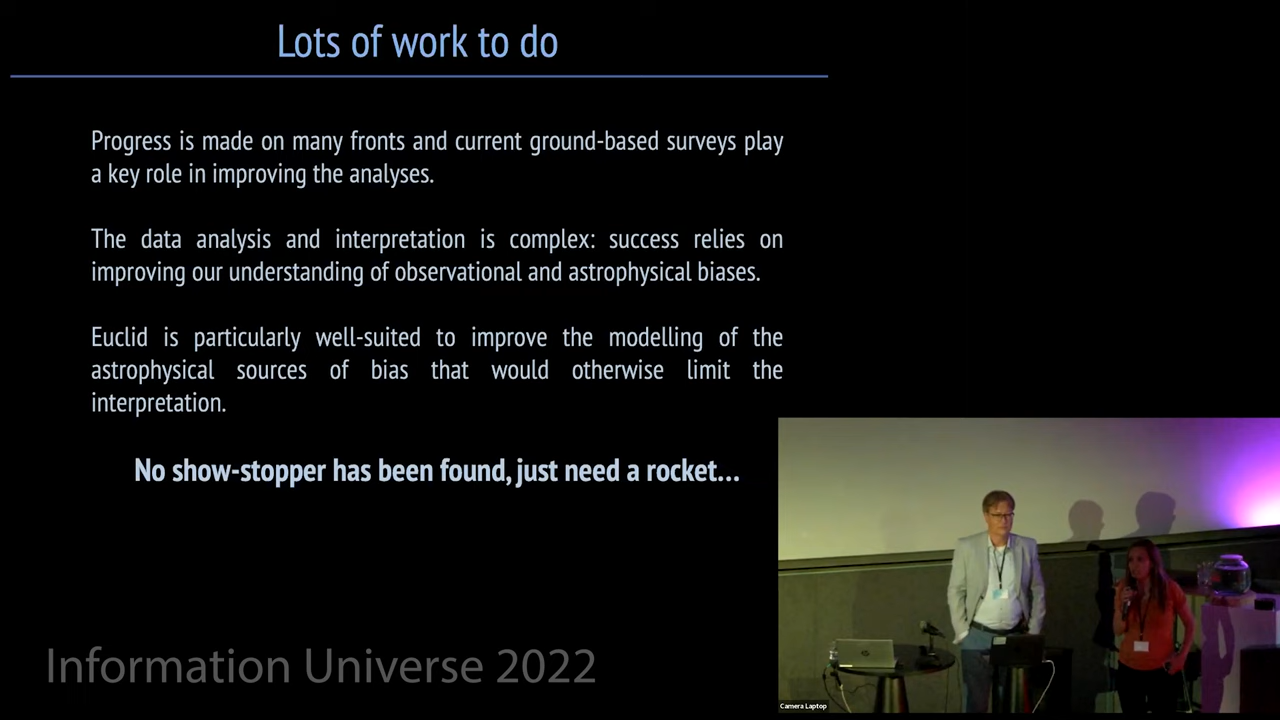 Lots of work to do
Progress is made on many fronts and current ground-based surveys play
a key role in improving the analyses.
The data analysis and interpretation is complex: success relies on
improving our understanding of observational and astrophysical biases.
Euclid is particularly well-suited to improve the modelling of the
astrophysical sources of bias that would otherwise limit the
interpretation.
No show-stopper has been found, just need a rocket...
Information Universe 2022
Camera Laptop